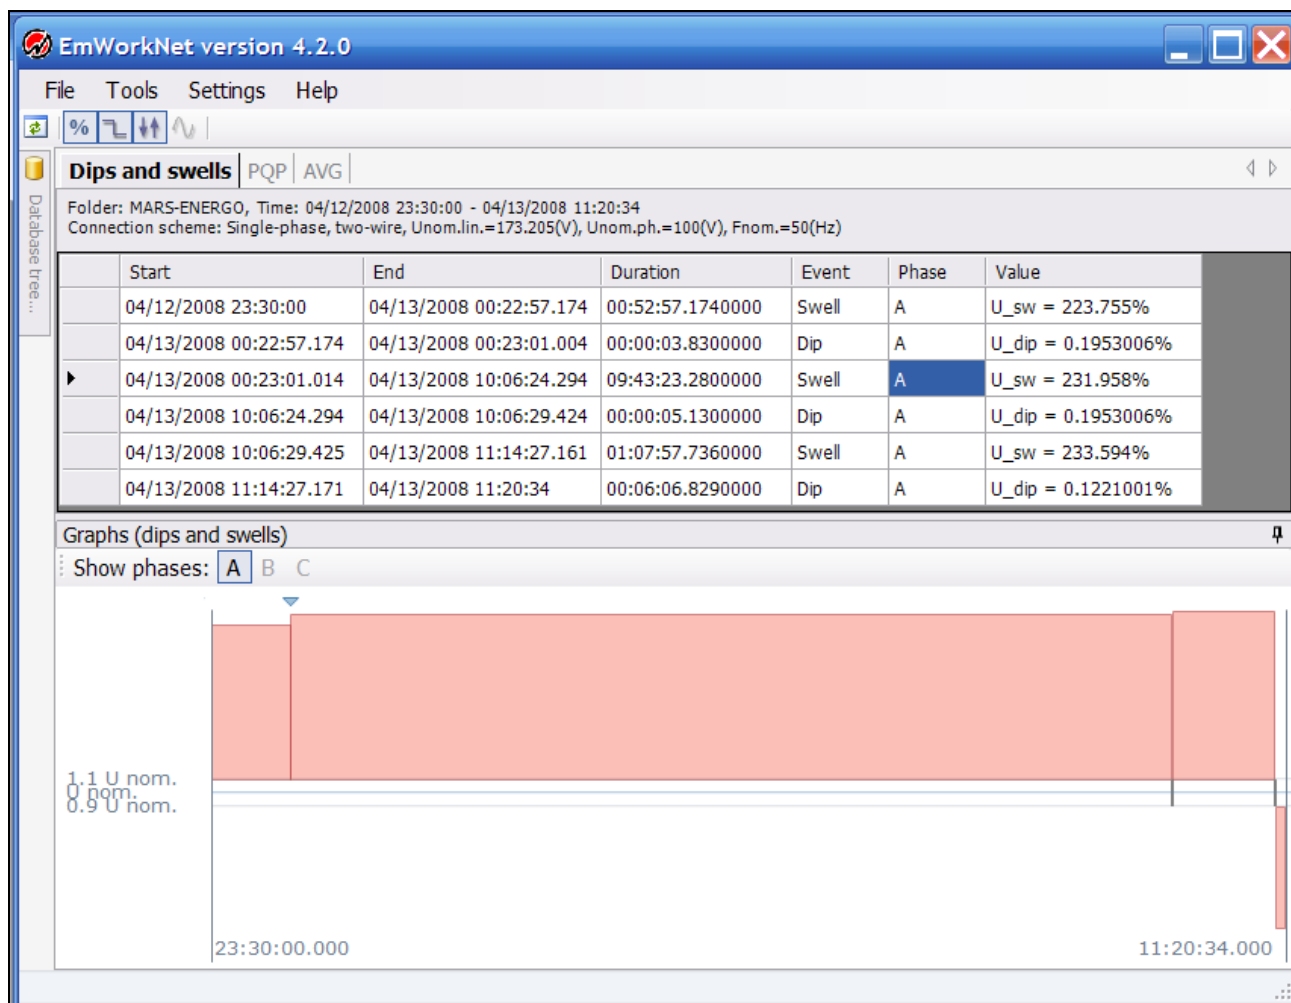 EmWorkNet version 4.2.0
File Tools Settings Help
%
Dips and swells PQP AVG
Database tree...
Folder: MARS-ENERGO, Time: 04/12/2008 23:30:00 - 04/13/2008 11:20:34
Connection scheme: Single-phase, two-wire, Unom.lin.=173.205(V), Unom.ph.=100(V), Fnom.=50(Hz)
Start End Duration Event Phase Value
04/12/2008 23:30:00 04/13/2008 00:22:57.174 00:52:57.1740000 Swell A U_sw = 223.755%
04/13/2008 00:22:57.174 04/13/2008 00:23:01.004 00:00:03.8300000 Dip A U_dip = 0.1953006%
04/13/2008 00:23:01.014 04/13/2008 10:06:24.294 09:43:23.2800000 Swell A U_sw = 231.958%
04/13/2008 10:06:24.294 04/13/2008 10:06:29.424 00:00:05.1300000 Dip A U_dip = 0.1953006%
04/13/2008 10:06:29.425 04/13/2008 11:14:27.161 01:07:57.7360000 Swell A U_sw = 233.594%
04/13/2008 11:14:27.171 04/13/2008 11:20:34 00:06:06.8290000 Dip A U_dip = 0.1221001%
Graphs (dips and swells)
Show phases: A B C
1.1 U nom.
U nom.
0.9 U nom.
23:30:00.000 11:20:34.000